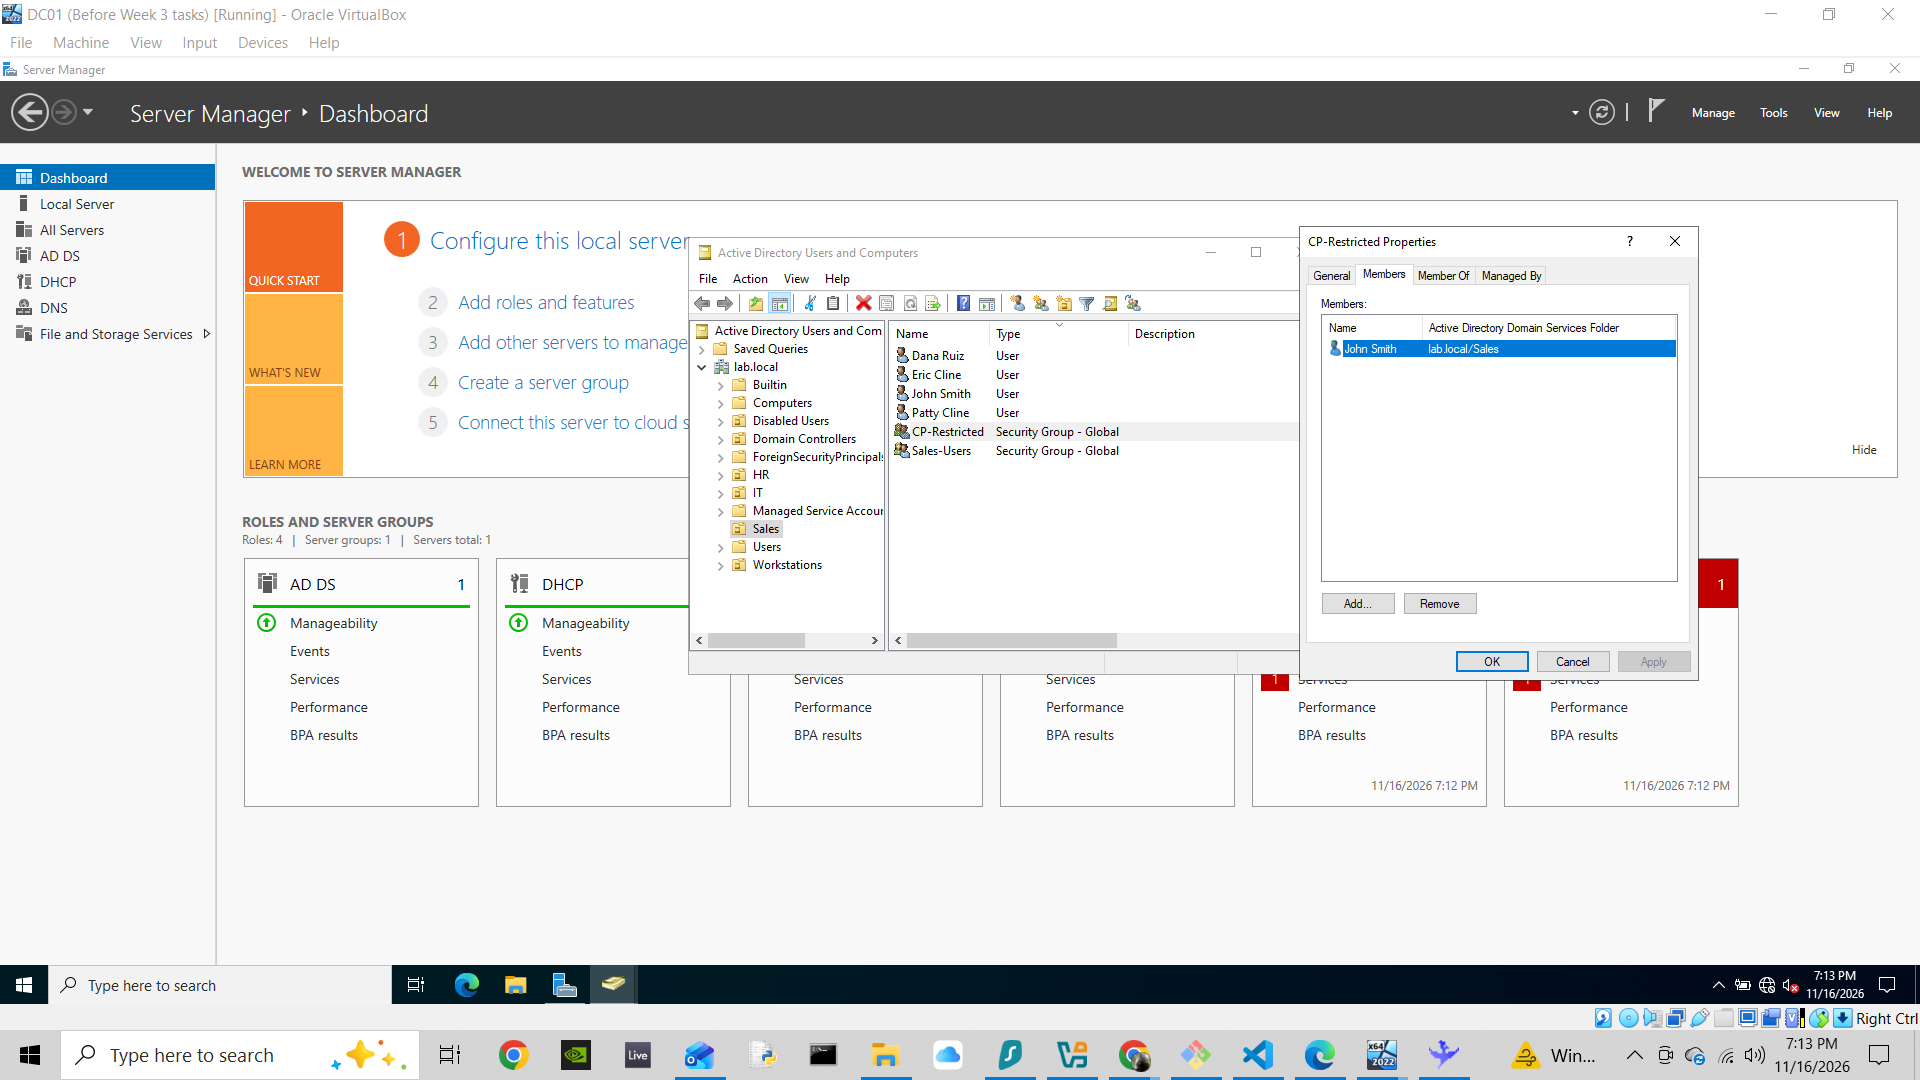 DC01 (Before Week 3 tasks) [Running] - Oracle VirtualBox
File Machine View Input Devices Help
Server Manager
Server Manager ‣ Dashboard
Manage Tools View Help
Dashboard
Local Server
All Servers
AD DS
DHCP
DNS
File and Storage Services
WELCOME TO SERVER MANAGER
QUICK START
WHAT'S NEW
LEARN MORE
1 Configure this local server
2 Add roles and features
3 Add other servers to manage
4 Create a server group
5 Connect this server to cloud s
Hide
ROLES AND SERVER GROUPS
Roles: 4 | Server groups: 1 | Servers total: 1
AD DS 1
Manageability
Events
Services
Performance
BPA results
DHCP
Manageability
Events
Services
Performance
BPA results
Services
Performance
BPA results
Services
Performance
BPA results
1 Services
Performance
BPA results
11/16/2026 7:12 PM
1
Services
Performance
BPA results
11/16/2026 7:12 PM
Active Directory Users and Computers
File Action View Help
Active Directory Users and Com
Saved Queries
lab.local
Builtin
Computers
Disabled Users
Domain Controllers
ForeignSecurityPrincipals
HR
IT
Managed Service Accour
Sales
Users
Workstations
Name Type Description
Dana Ruiz User
Eric Cline User
John Smith User
Patty Cline User
CP-Restricted Security Group - Global
Sales-Users Security Group - Global
CP-Restricted Properties
? 
General Members Member Of Managed By
Members:
Name Active Directory Domain Services Folder
John Smith lab.local/Sales
Add... Remove
OK Cancel Apply
Type here to search
7:13 PM
11/16/2026
Right Ctrl
Type here to search
Live
X64
2022
Win...
7:13 PM
11/16/2026